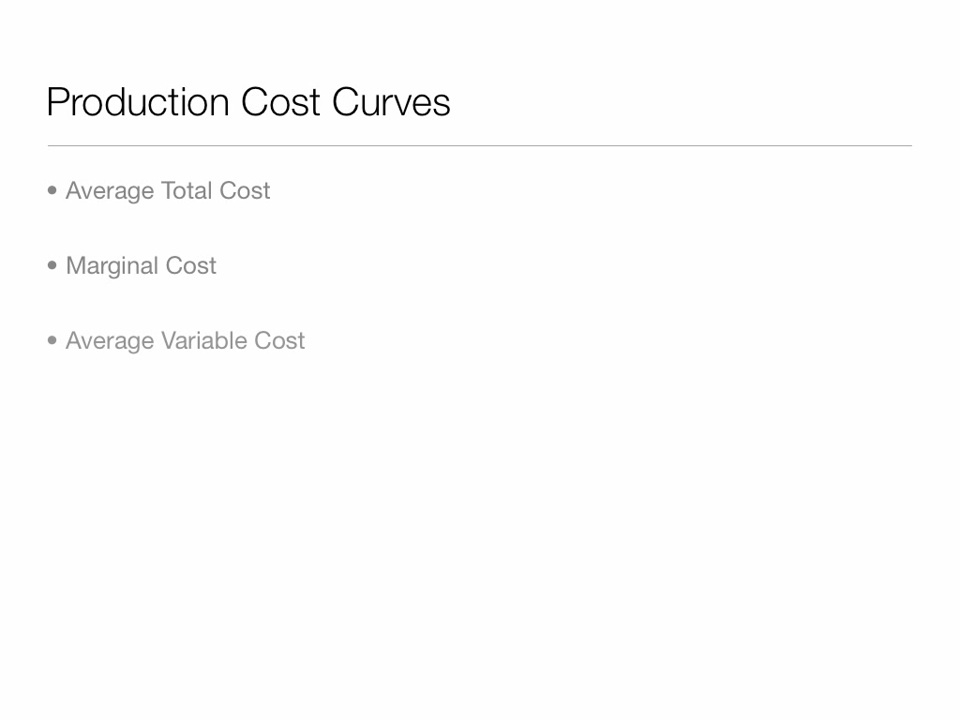 Production Cost Curves
• Average Total Cost
• Marginal Cost
• Average Variable Cost